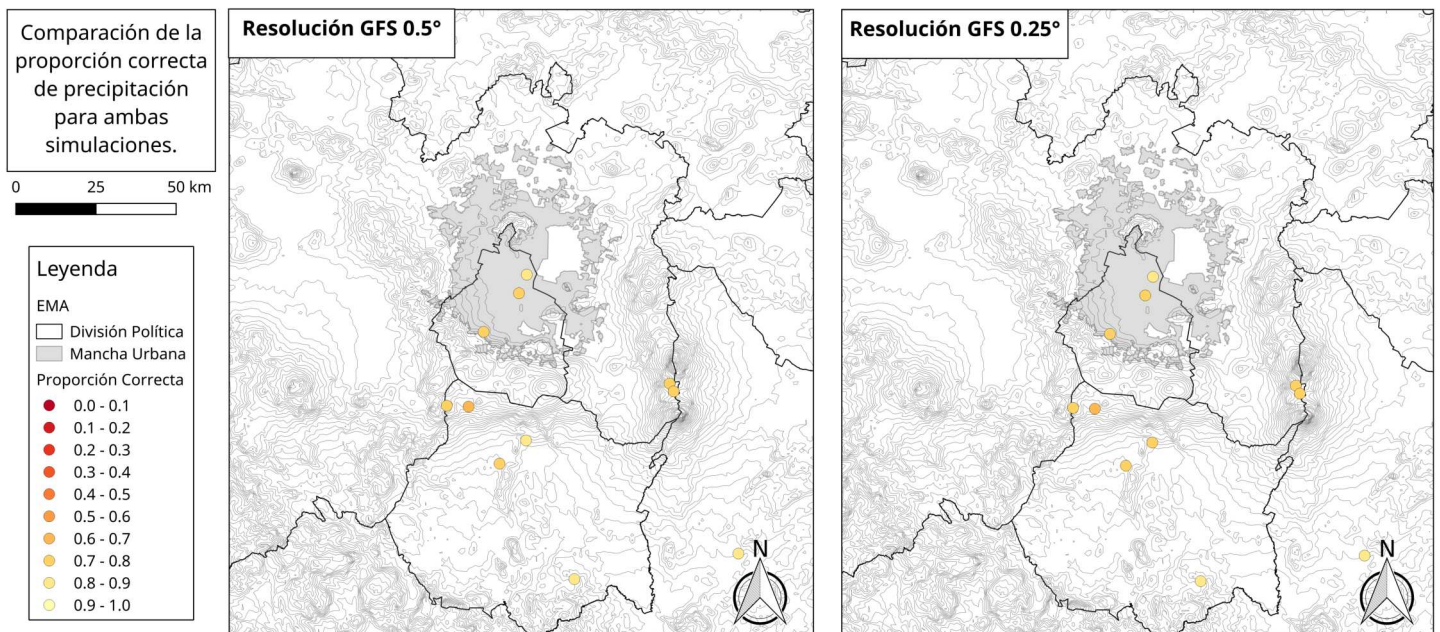 Comparación de la
proporción correcta
de precipitación
para ambas
simulaciones.
0 25 50 km
Leyenda
EMA
División Política
Mancha Urbana
Proporción Correcta
0.0 - 0.1
0.1 - 0.2
0.2 - 0.3
0.3 - 0.4
0.4 - 0.5
0.5 - 0.6
0.6 - 0.7
0.7 - 0.8
0.8 - 0.9
0.9 - 1.0
Resolución GFS 0.5°
N
Resolución GFS 0.25°
N